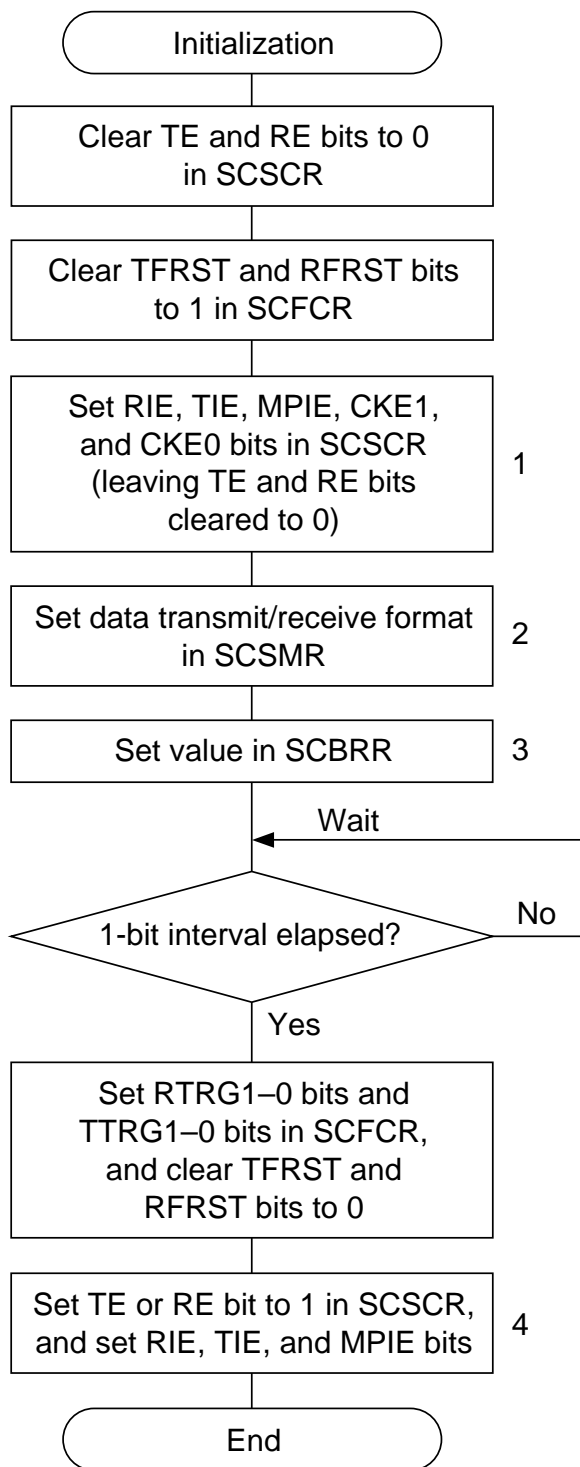 Initialization
Clear TE and RE bits to 0
in SCSCR
Clear TFRST and RFRST bits
to 1 in SCFCR
Set RIE, TIE, MPIE, CKE1,
and CKE0 bits in SCSCR
(leaving TE and RE bits
cleared to 0)
1
Set data transmit/receive format
in SCSMR
2
Set value in SCBRR
3
Wait
1-bit interval elapsed?
No
Yes
Set RTRG1–0 bits and
TTRG1–0 bits in SCFCR,
and clear TFRST and
RFRST bits to 0
Set TE or RE bit to 1 in SCSCR,
and set RIE, TIE, and MPIE bits
4
End